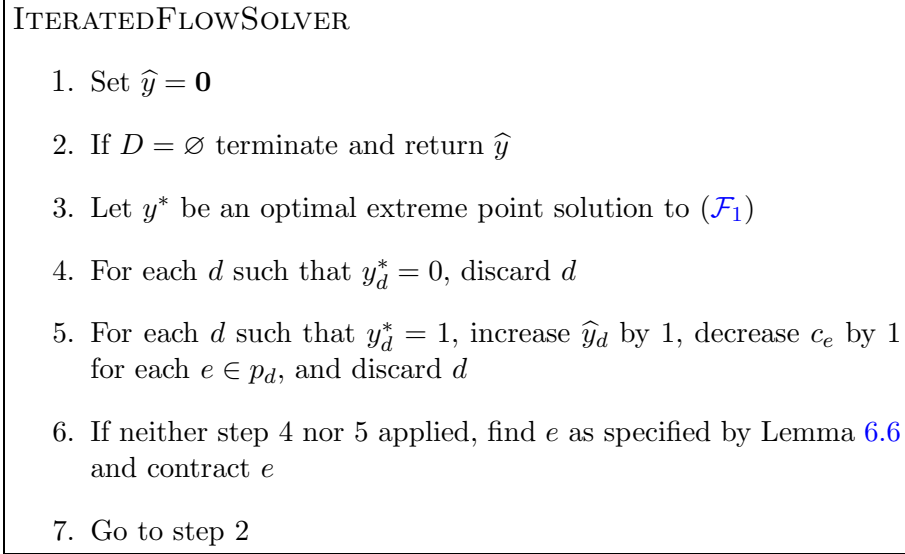 ITERATEDFLOWSOLVER
1. Set ŷ = 0
2. If D = ∅ terminate and return ŷ
3. Let y* be an optimal extreme point solution to (ℱ₁)
4. For each d such that y*_d = 0, discard d
5. For each d such that y*_d = 1, increase ŷ_d by 1, decrease c_e by 1
for each e ∈ p_d, and discard d
6. If neither step 4 nor 5 applied, find e as specified by Lemma 6.6
and contract e
7. Go to step 2